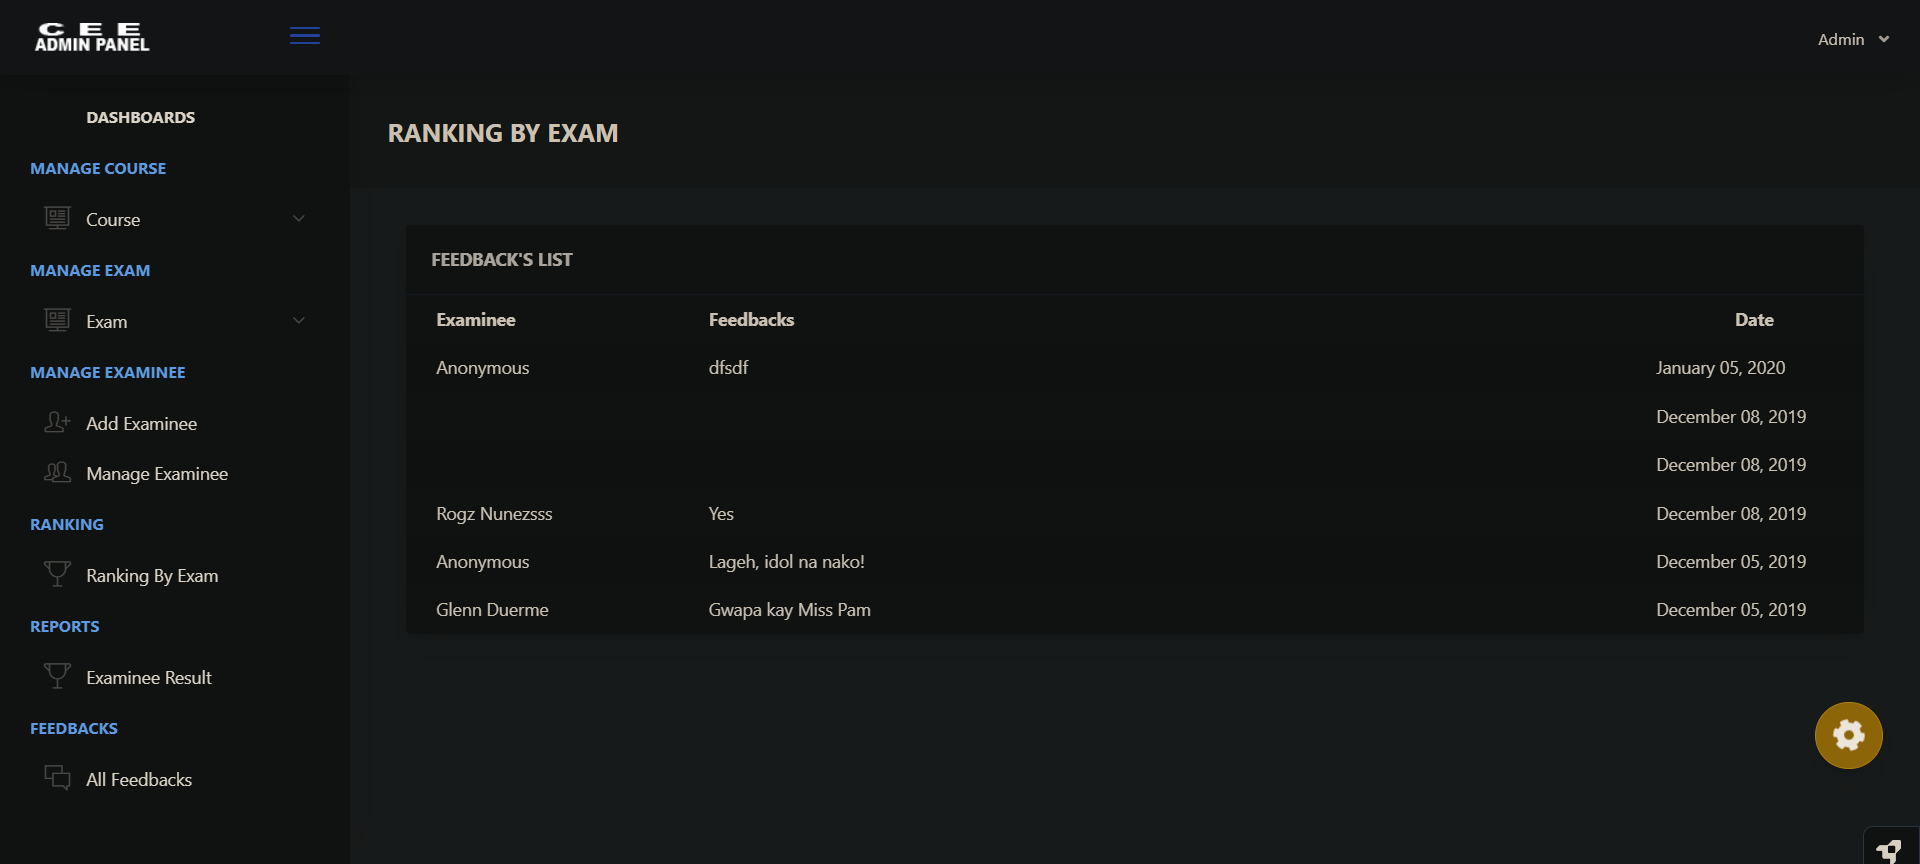 CEE
ADMIN PANEL
Admin
DASHBOARDS
MANAGE COURSE
Course
MANAGE EXAM
Exam
MANAGE EXAMINEE
Add Examinee
Manage Examinee
RANKING
Ranking By Exam
REPORTS
Examinee Result
FEEDBACKS
All Feedbacks
RANKING BY EXAM
FEEDBACK'S LIST
Examinee Feedbacks Date
Anonymous dfsdf January 05, 2020
December 08, 2019
December 08, 2019
Rogz Nunezsss Yes December 08, 2019
Anonymous Lageh, idol na nako! December 05, 2019
Glenn Duerme Gwapa kay Miss Pam December 05, 2019